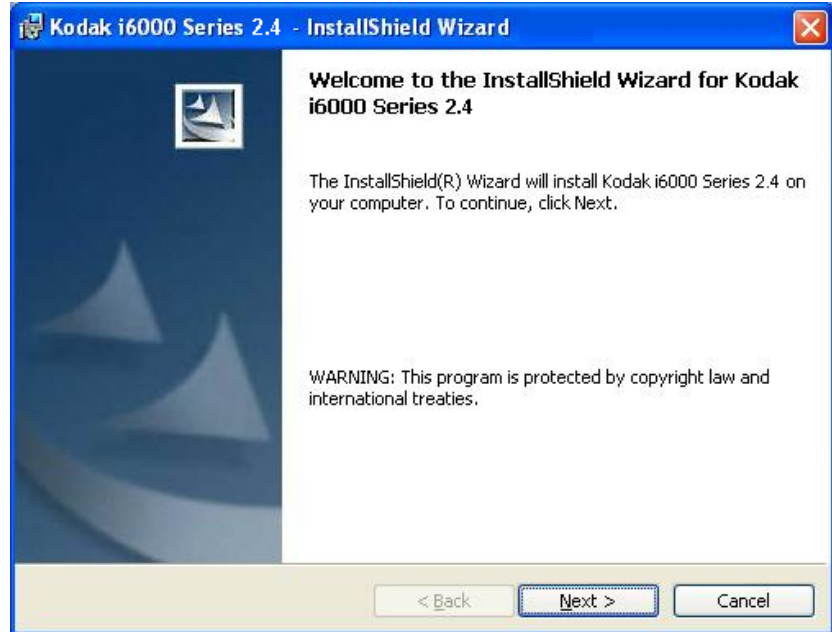 Kodak i6000 Series 2.4 - InstallShield Wizard
Welcome to the InstallShield Wizard for Kodak
i6000 Series 2.4
The InstallShield(R) Wizard will install Kodak i6000 Series 2.4 on
your computer. To continue, click Next.
WARNING: This program is protected by copyright law and
international treaties.
< Back
Next >
Cancel